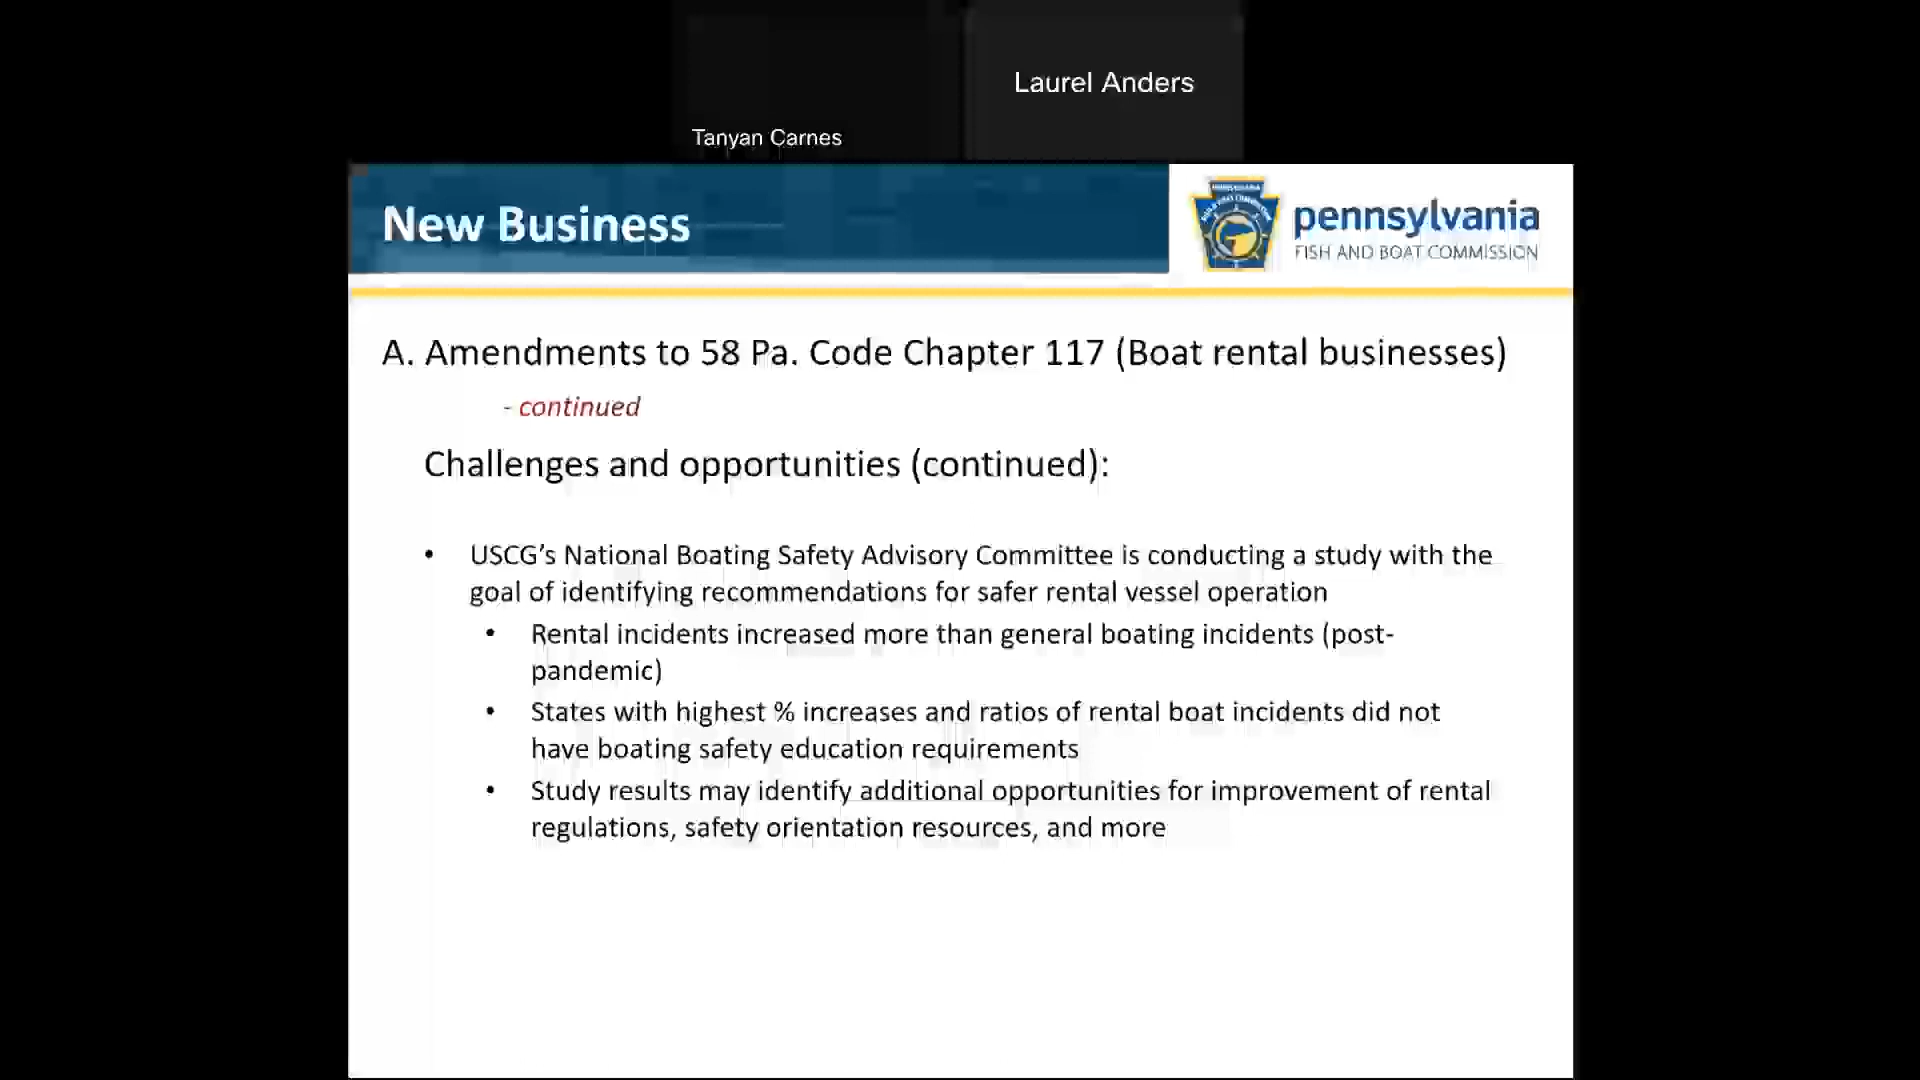 Laurel Anders
Tanyan Carnes
New Business
pennsylvania
FISH AND BOAT COMMISSION
A. Amendments to 58 Pa. Code Chapter 117 (Boat rental businesses)
- continued
Challenges and opportunities (continued):
• USCG’s National Boating Safety Advisory Committee is conducting a study with the
goal of identifying recommendations for safer rental vessel operation
• Rental incidents increased more than general boating incidents (post-
pandemic)
• States with highest % increases and ratios of rental boat incidents did not
have boating safety education requirements
• Study results may identify additional opportunities for improvement of rental
regulations, safety orientation resources, and more